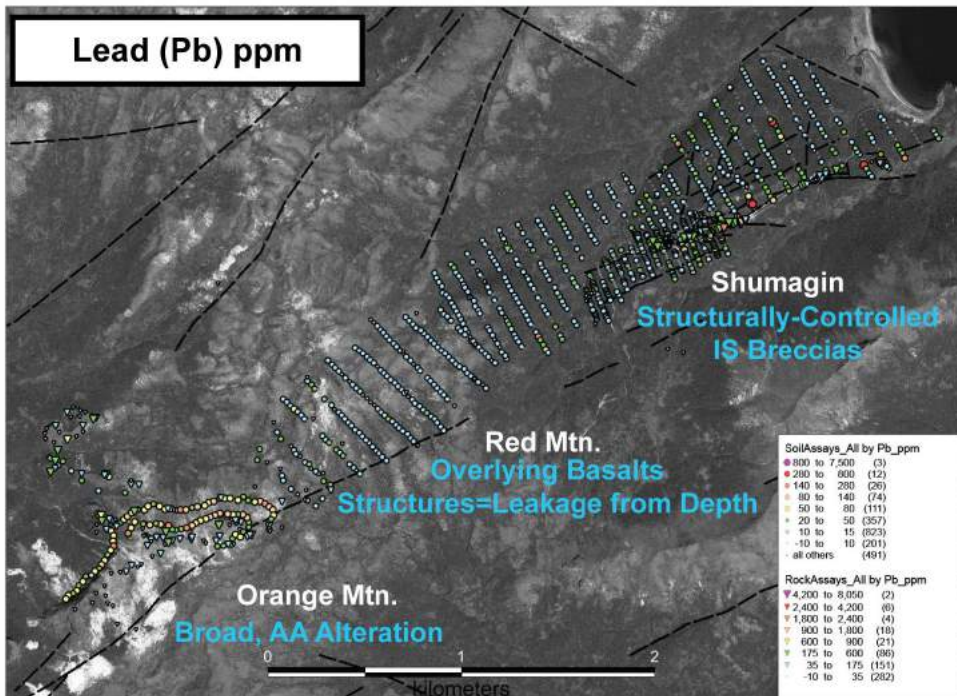 Lead (Pb) ppm
Shumagin
Structurally-Controlled
IS Breccias
Red Mtn.
Overlying Basalts
Structures=Leakage from Depth
Orange Mtn.
Broad, AA Alteration
0 1 2
kilometers
SoilAssays_All by Pb_ppm
800 to 7,500 (3)
280 to 800 (12)
140 to 280 (26)
80 to 140 (74)
50 to 80 (111)
20 to 50 (357)
10 to 15 (823)
-10 to 10 (201)
all others (491)
RockAssays_All by Pb_ppm
4,200 to 8,050 (2)
2,400 to 4,200 (6)
1,800 to 2,400 (4)
900 to 1,800 (18)
600 to 900 (21)
175 to 600 (86)
35 to 175 (151)
-10 to 35 (282)